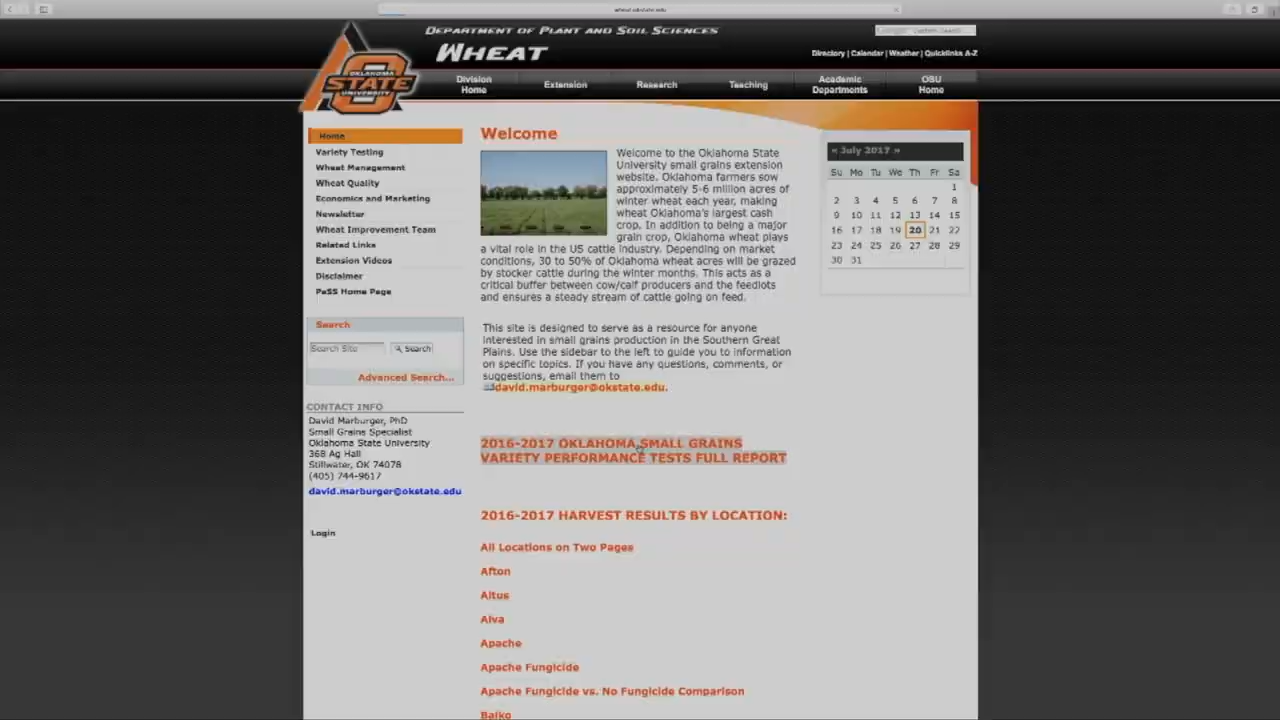 wheat.okstate.edu
DEPARTMENT OF PLANT AND SOIL SCIENCES
WHEAT
Custom Search
Directory | Calendar | Weather | Quicklinks A-Z
OKLAHOMA
STATE
UNIVERSITY
Division Home
Extension
Research
Teaching
Academic Departments
OSU Home
Home
Variety Testing
Wheat Management
Wheat Quality
Economics and Marketing
Newsletter
Wheat Improvement Team
Related Links
Extension Videos
Disclaimer
PaSS Home Page
Search
Search Site
Search
Advanced Search...
CONTACT INFO
David Marburger, PhD
Small Grains Specialist
Oklahoma State University
368 Ag Hall
Stillwater, OK 74078
(405) 744-9617
david.marburger@okstate.edu
Login
Welcome
Welcome to the Oklahoma State
University small grains extension
website. Oklahoma farmers sow
approximately 5-6 million acres of
winter wheat each year, making
wheat Oklahoma's largest cash
crop. In addition to being a major
grain crop, Oklahoma wheat plays
a vital role in the US cattle industry. Depending on market
conditions, 30 to 50% of Oklahoma wheat acres will be grazed
by stocker cattle during the winter months. This acts as a
critical buffer between cow/calf producers and the feedlots
and ensures a steady stream of cattle going on feed.
This site is designed to serve as a resource for anyone
interested in small grains production in the Southern Great
Plains. Use the sidebar to the left to guide you to information
on specific topics. If you have any questions, comments, or
suggestions, email them to
david.marburger@okstate.edu.
2016-2017 OKLAHOMA SMALL GRAINS
VARIETY PERFORMANCE TESTS FULL REPORT
2016-2017 HARVEST RESULTS BY LOCATION:
All Locations on Two Pages
Afton
Altus
Alva
Apache
Apache Fungicide
Apache Fungicide vs. No Fungicide Comparison
Balko
« July 2017 »
Su Mo Tu We Th Fr Sa
1
2 3 4 5 6 7 8
9 10 11 12 13 14 15
16 17 18 19 20 21 22
23 24 25 26 27 28 29
30 31